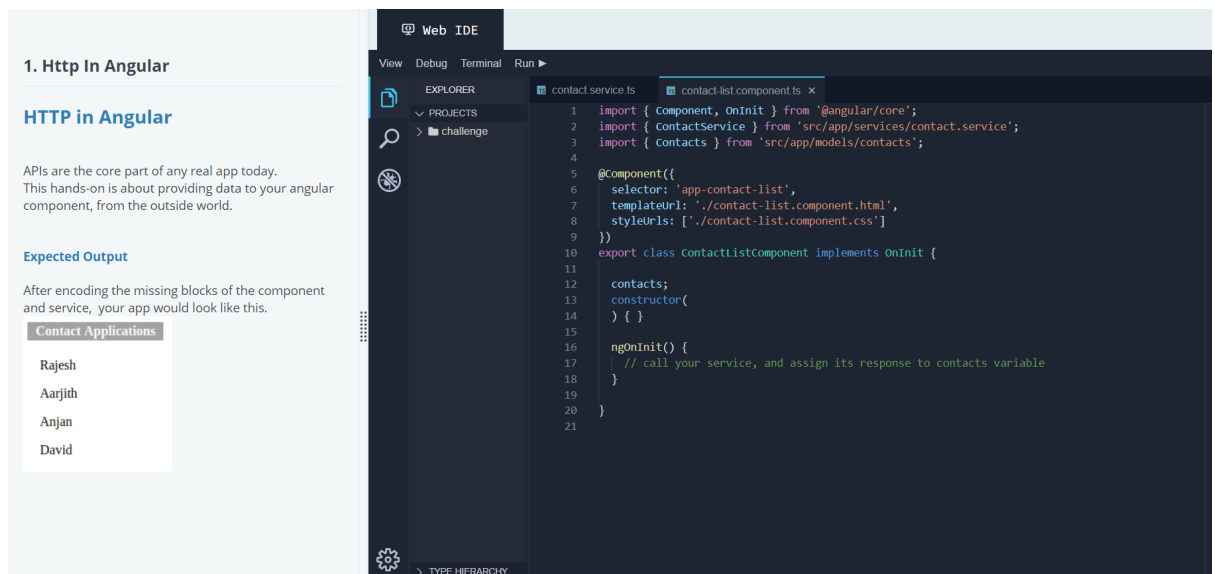 1. Http In Angular
HTTP in Angular
APIs are the core part of any real app today.
This hands-on is about providing data to your angular
component, from the outside world.
Expected Output
After encoding the missing blocks of the component
and service, your app would look like this.
Contact Applications
Rajesh
Aarjith
Anjan
David
Web IDE
View Debug Terminal Run
EXPLORER
PROJECTS
challenge
TYPE HIERARCHY
contact.service.ts contact-list.component.ts ×
1 import { Component, OnInit } from '@angular/core';
2 import { ContactService } from 'src/app/services/contact.service';
3 import { Contacts } from 'src/app/models/contacts';
4
5 @Component({
6 selector: 'app-contact-list',
7 templateUrl: './contact-list.component.html',
8 styleUrls: ['./contact-list.component.css']
9 })
10 export class ContactListComponent implements OnInit {
11
12 contacts;
13 constructor(
14 ) { }
15
16 ngOnInit() {
17 // call your service, and assign its response to contacts variable
18 }
19
20 }
21